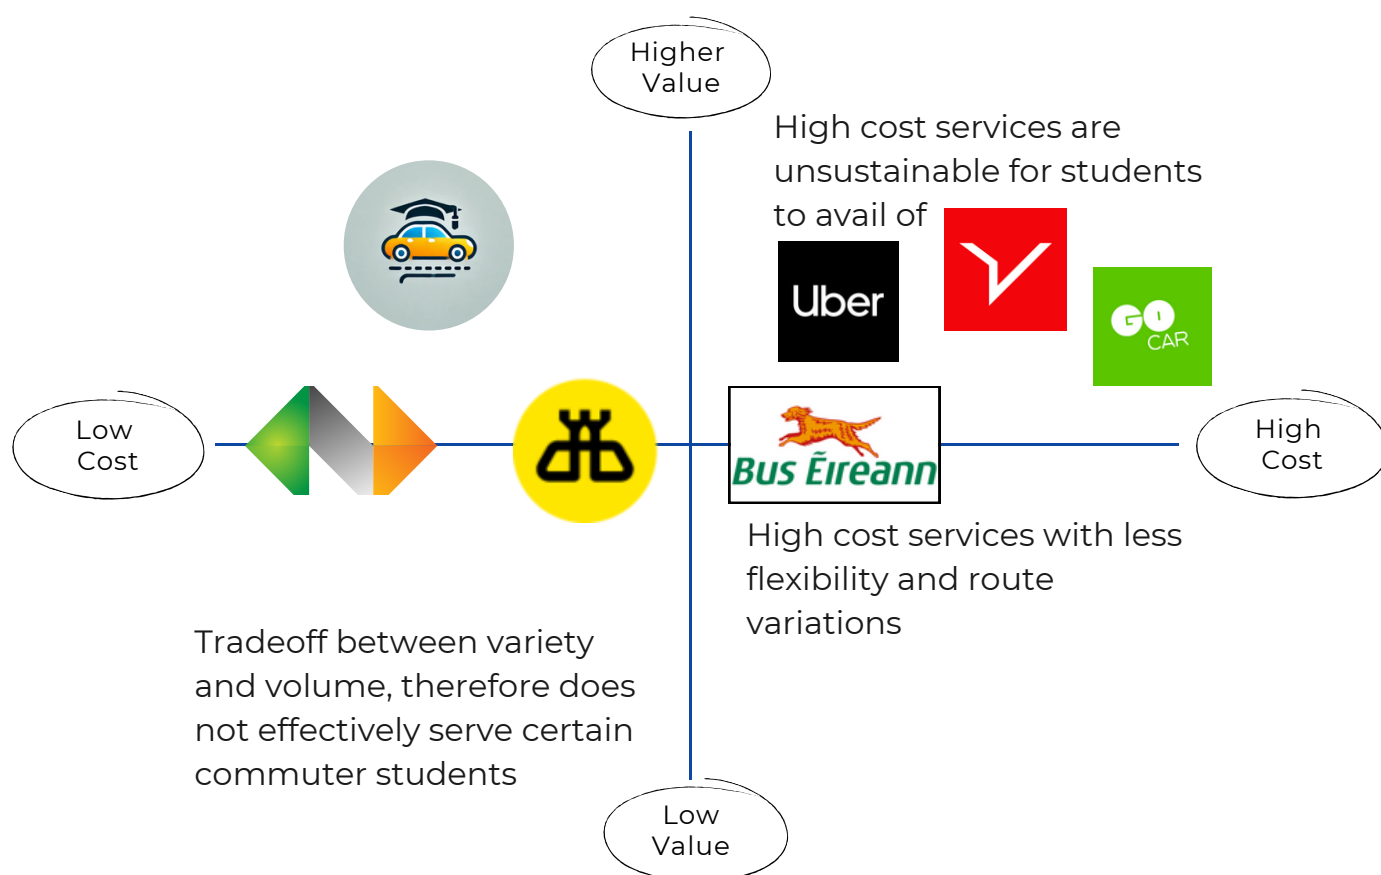 Higher
Value
High cost services are
unsustainable for students
to avail of
Uber
GO
CAR
Low
Cost
Bus Ẽireann
High
Cost
High cost services with less
flexibility and route
variations
Tradeoff between variety
and volume, therefore does
not effectively serve certain
commuter students
Low
Value